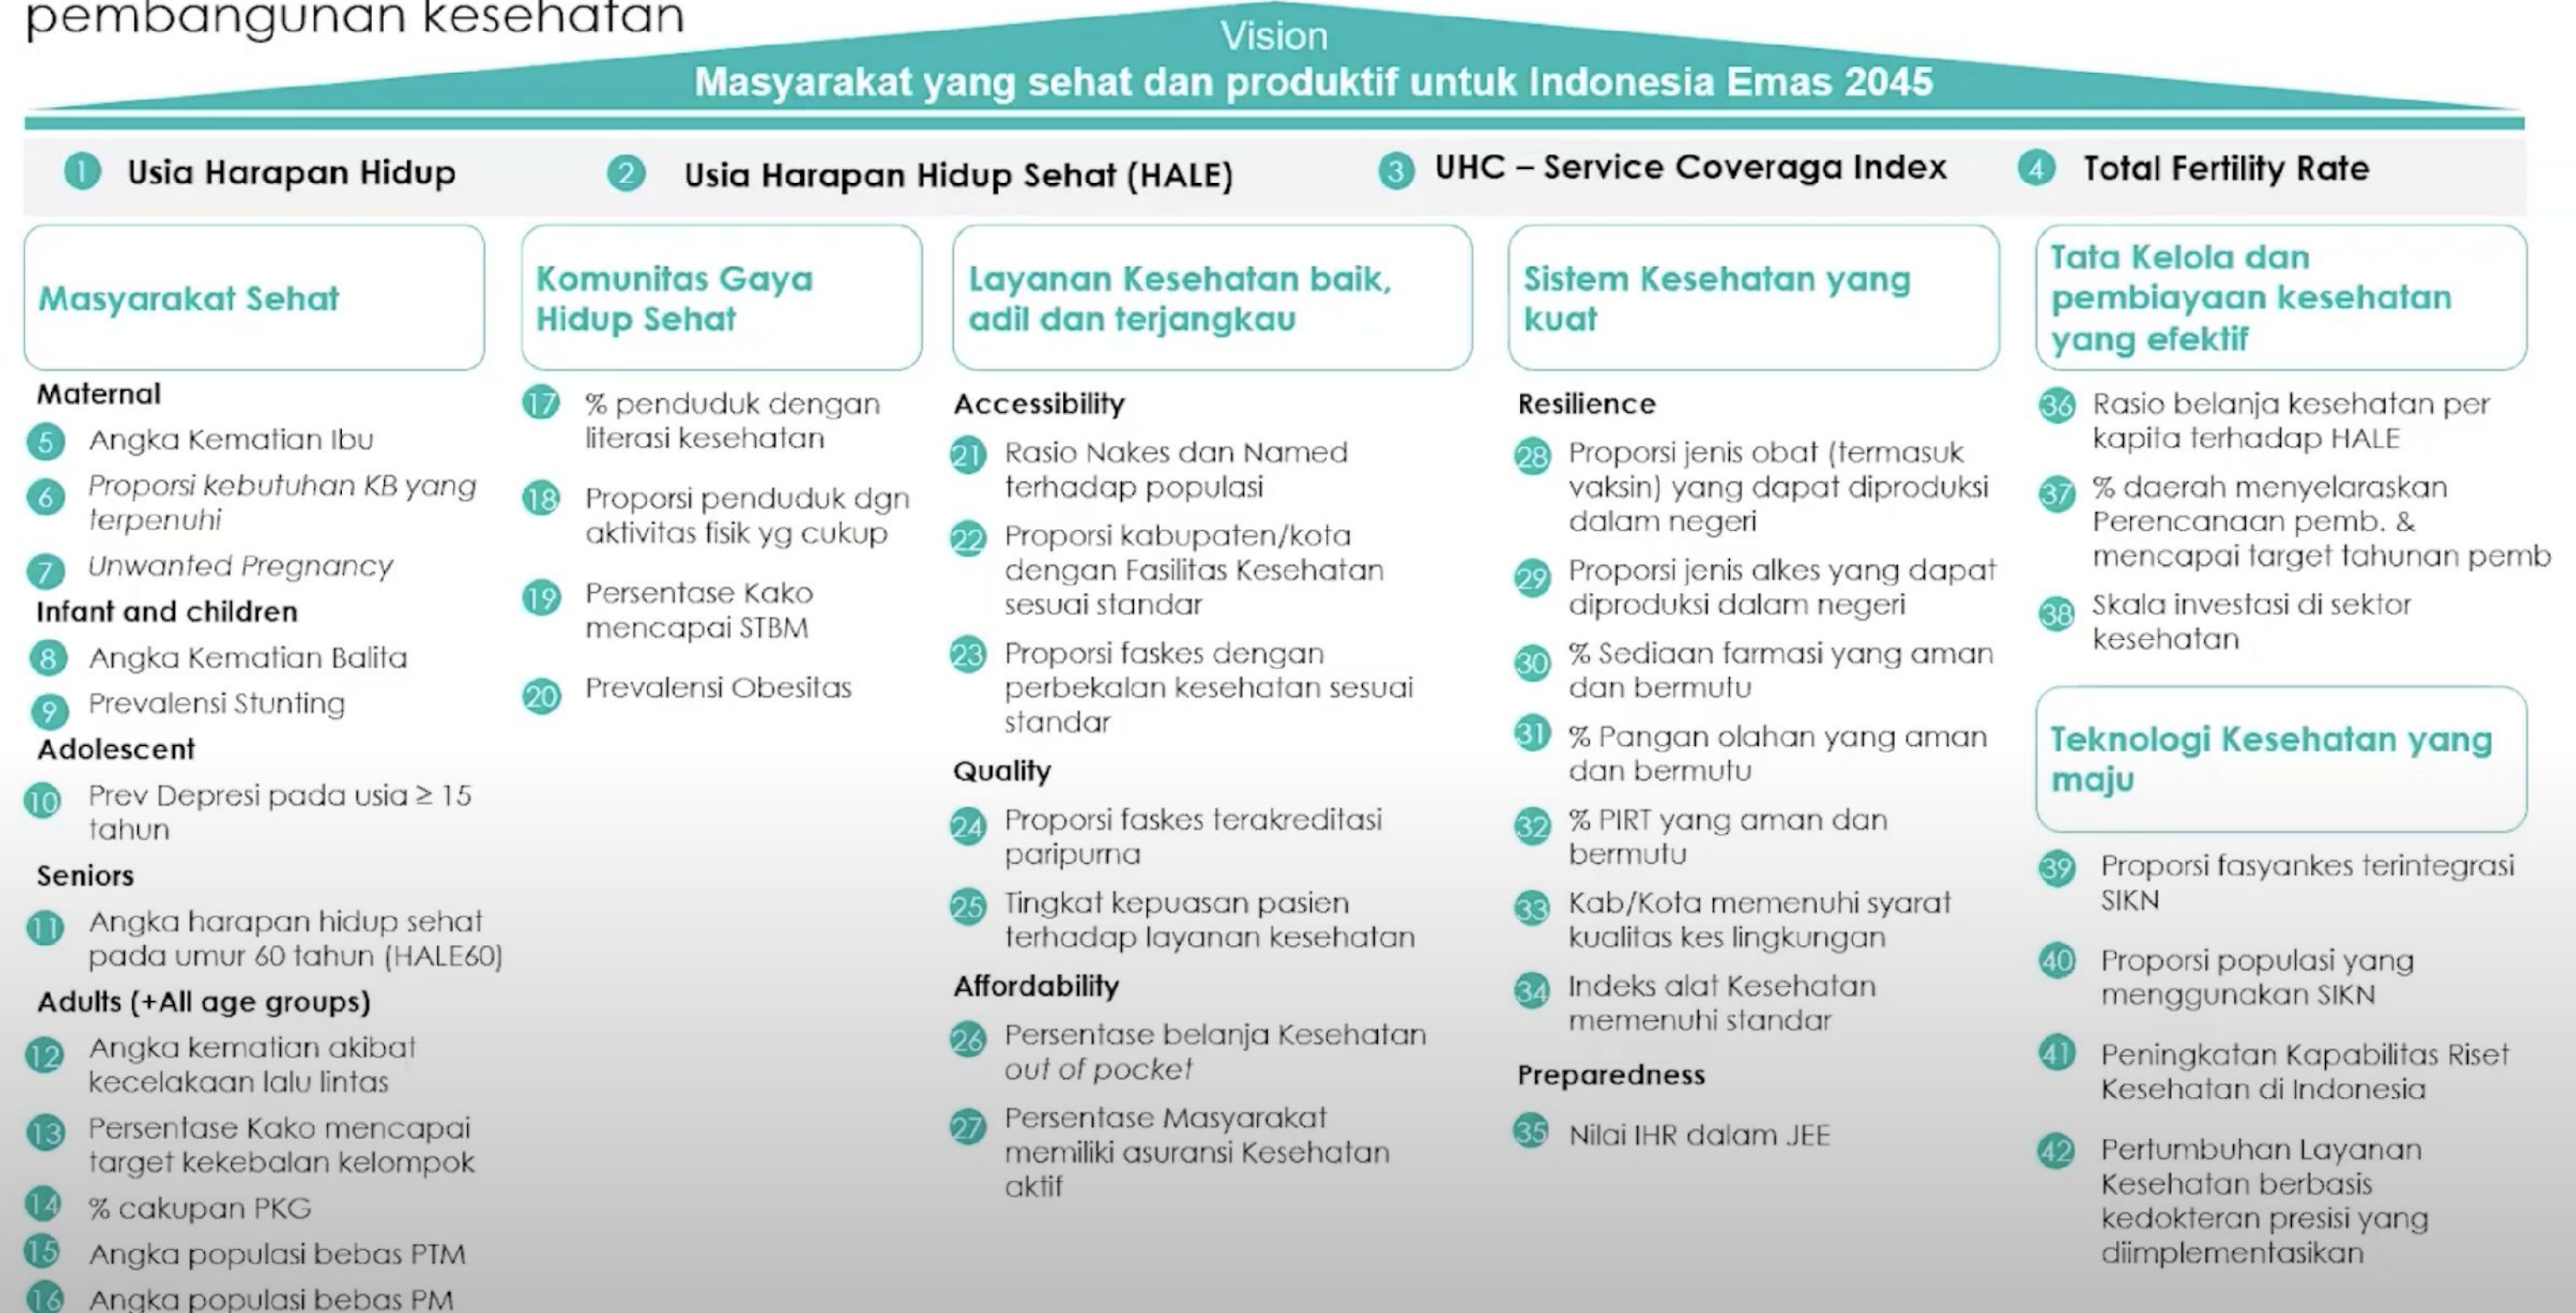 pembangunan kesehatan
Vision
Masyarakat yang sehat dan produktif untuk Indonesia Emas 2045
1 Usia Harapan Hidup
2 Usia Harapan Hidup Sehat (HALE)
3 UHC – Service Coveraga Index
4 Total Fertility Rate
Masyarakat Sehat
Maternal
5 Angka Kematian Ibu
6 Proporsi kebutuhan KB yang
terpenuhi
7 Unwanted Pregnancy
Infant and children
8 Angka Kematian Balita
9 Prevalensi Stunting
Adolescent
10 Prev Depresi pada usia ≥ 15
tahun
Seniors
11 Angka harapan hidup sehat
pada umur 60 tahun (HALE60)
Adults (+All age groups)
12 Angka kematian akibat
kecelakaan lalu lintas
13 Persentase Kako mencapai
target kekebalan kelompok
14 % cakupan PKG
15 Angka populasi bebas PTM
16 Angka populasi bebas PM
Komunitas Gaya
Hidup Sehat
17 % penduduk dengan
literasi kesehatan
18 Proporsi penduduk dgn
aktivitas fisik yg cukup
19 Persentase Kako
mencapai STBM
20 Prevalensi Obesitas
Layanan Kesehatan baik,
adil dan terjangkau
Accessibility
21 Rasio Nakes dan Named
terhadap populasi
22 Proporsi kabupaten/kota
dengan Fasilitas Kesehatan
sesuai standar
23 Proporsi faskes dengan
perbekalan kesehatan sesuai
standar
Quality
24 Proporsi faskes terakreditasi
paripurna
25 Tingkat kepuasan pasien
terhadap layanan kesehatan
Affordability
26 Persentase belanja Kesehatan
out of pocket
27 Persentase Masyarakat
memiliki asuransi Kesehatan
aktif
Sistem Kesehatan yang
kuat
Resilience
28 Proporsi jenis obat (termasuk
vaksin) yang dapat diproduksi
dalam negeri
29 Proporsi jenis alkes yang dapat
diproduksi dalam negeri
30 % Sediaan farmasi yang aman
dan bermutu
31 % Pangan olahan yang aman
dan bermutu
32 % PIRT yang aman dan
bermutu
33 Kab/Kota memenuhi syarat
kualitas kes lingkungan
34 Indeks alat Kesehatan
memenuhi standar
Preparedness
35 Nilai IHR dalam JEE
Tata Kelola dan
pembiayaan kesehatan
yang efektif
36 Rasio belanja kesehatan per
kapita terhadap HALE
37 % daerah menyelaraskan
Perencanaan pemb. &
mencapai target tahunan pemb
38 Skala investasi di sektor
kesehatan
Teknologi Kesehatan yang
maju
39 Proporsi fasyankes terintegrasi
SIKN
40 Proporsi populasi yang
menggunakan SIKN
41 Peningkatan Kapabilitas Riset
Kesehatan di Indonesia
42 Pertumbuhan Layanan
Kesehatan berbasis
kedokteran presisi yang
diimplementasikan